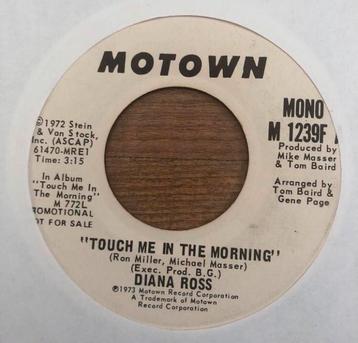 MOTOWN
℗1972 Stein
& Van Stock,
Inc. (ASCAP)
61470-MRE1
Time: 3:15
In Album
"Touch Me In
The Morning"
M 772L
ROMOTIONAL
OT FOR SALE
MONO
M 1239F
Produced by
Mike Masser
& Tom Baird
Arranged by
Tom Baird &
Gene Page
"TOUCH ME IN THE MORNING"
(Ron Miller, Michael Masser)
(Exec. Prod. B.G.)
DIANA ROSS
℗1973 Motown Record Corporation
A Trademark of Motown
Record Corporation